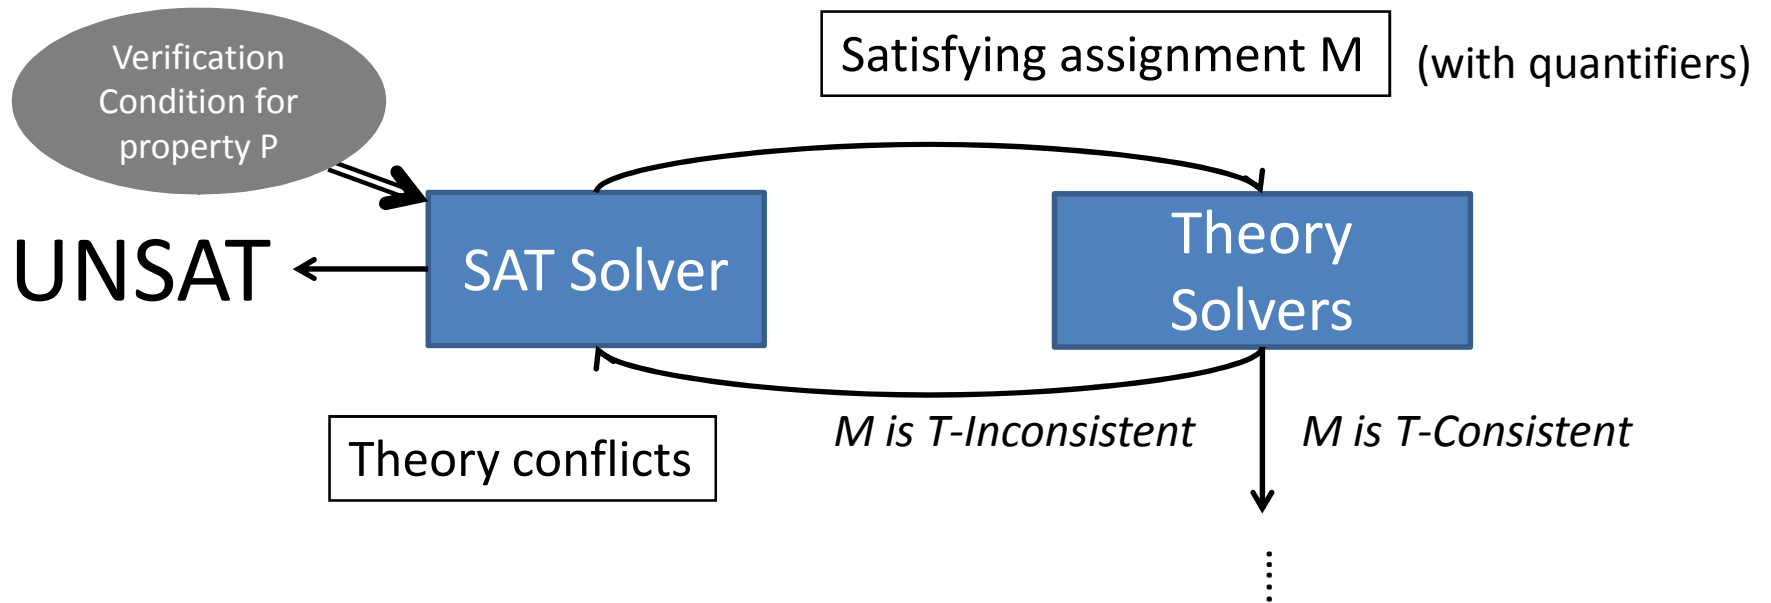 Verification
Condition for
property P
Satisfying assignment M
(with quantifiers)
UNSAT
SAT Solver
Theory
Solvers
Theory conflicts
M is T-Inconsistent
M is T-Consistent